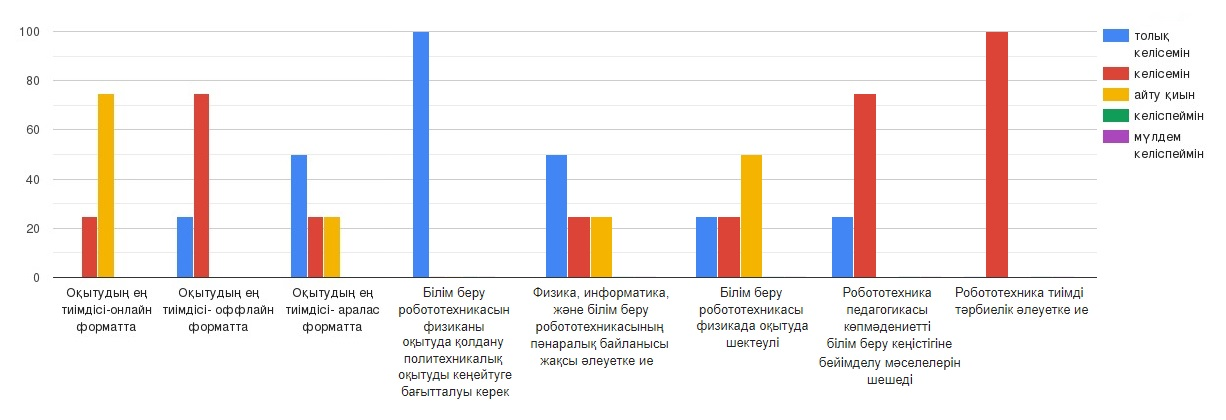 100
80
60
40
20
0
толық
келісемін
келісемін
айту қиын
келіспеймін
мүлдем
келіспеймін
Оқытудың ең
тиімдісі-онлайн
форматта
Оқытудың ең
тиімдісі- оффлайн
форматта
Оқытудың ең
тиімдісі- аралас
форматта
Білім беру
робототехникасын
физиканы
оқытуда қолдану
политехникалық
оқытуды кеңейтуге
бағытталуы керек
Физика, информатика,
және білім беру
робототехникасының
пәнаралық байланысы
жақсы әлеуетке ие
Білім беру
робототехникасы
физикада оқытуда
шектеулі
Робототехника
педагогикасы
көпмәдениетті
білім беру кеңістігіне
бейімделу мәселелерін
шешеді
Робототехника тиімді
тәрбиелік әлеуетке ие